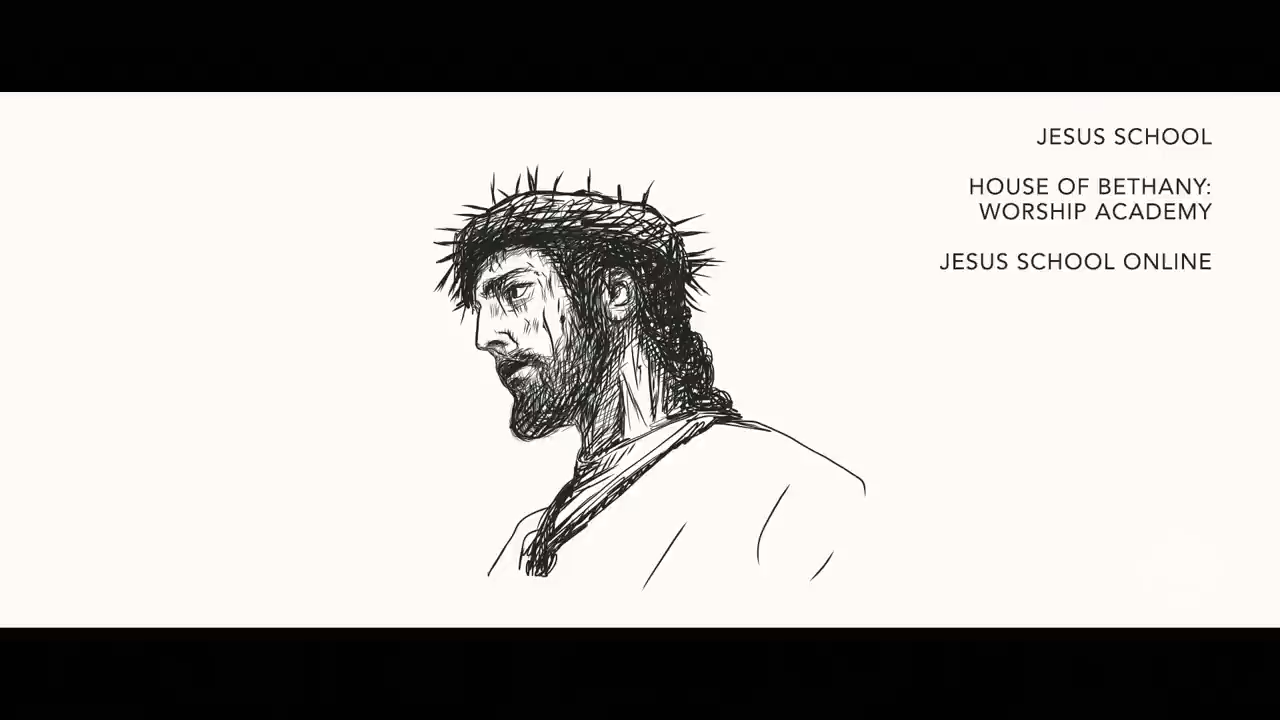 JESUS SCHOOL
HOUSE OF BETHANY:
WORSHIP ACADEMY
JESUS SCHOOL ONLINE